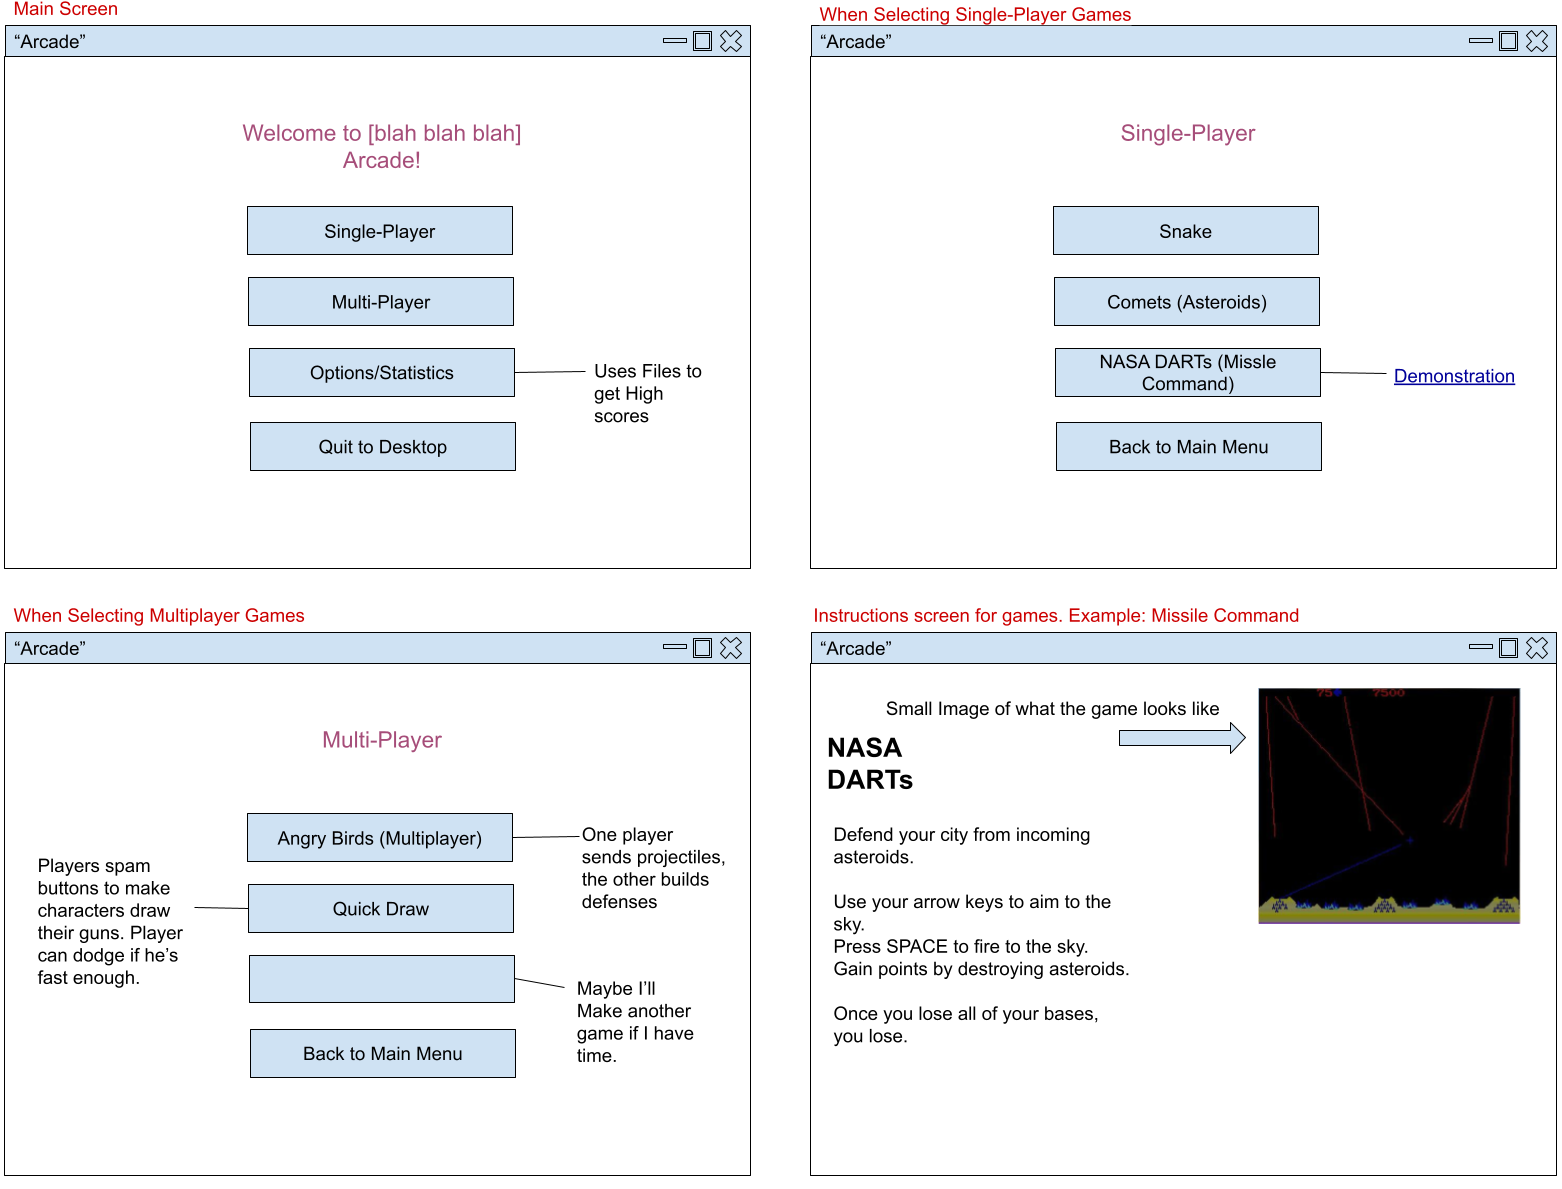 Main Screen
“Arcade”
Welcome to [blah blah blah]
Arcade!
Single-Player
Multi-Player
Options/Statistics
Uses Files to
get High
scores
Quit to Desktop
When Selecting Single-Player Games
“Arcade”
Single-Player
Snake
Comets (Asteroids)
NASA DARTs (Missle
Command)
Demonstration
Back to Main Menu
When Selecting Multiplayer Games
“Arcade”
Multi-Player
Angry Birds (Multiplayer)
One player
sends projectiles,
the other builds
defenses
Players spam
buttons to make
characters draw
their guns. Player
can dodge if he’s
fast enough.
Quick Draw
Maybe I’ll
Make another
game if I have
time.
Back to Main Menu
Instructions screen for games. Example: Missile Command
“Arcade”
Small Image of what the game looks like
75 7500
NASA
DARTs
Defend your city from incoming
asteroids.
Use your arrow keys to aim to the
sky.
Press SPACE to fire to the sky.
Gain points by destroying asteroids.
Once you lose all of your bases,
you lose.